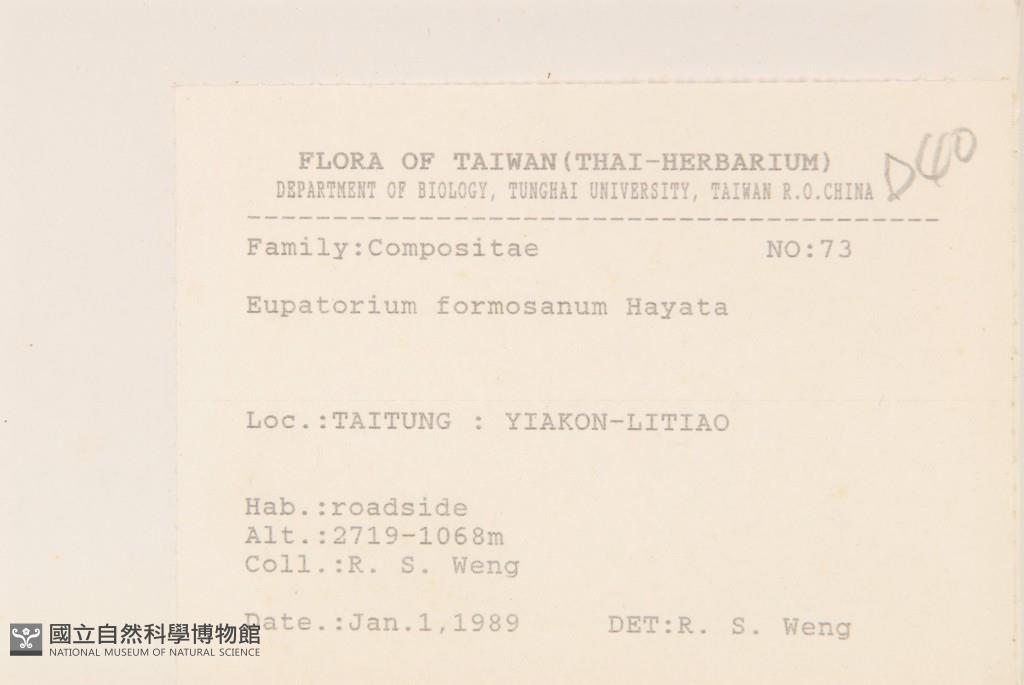 FLORA OF TAIWAN(THAI-HERBARIUM)
D40
DEPARTMENT OF BIOLOGY, TUNGHAI UNIVERSITY, TAIWAN R.O.CHINA
----------------------------------------
Family:Compositae NO:73
Eupatorium formosanum Hayata
Loc.:TAITUNG : YIAKON-LITIAO
Hab.:roadside
Alt.:2719-1068m
Coll.:R. S. Weng
Date.:Jan.1,1989 DET:R. S. Weng
國立自然科學博物館
NATIONAL MUSEUM OF NATURAL SCIENCE